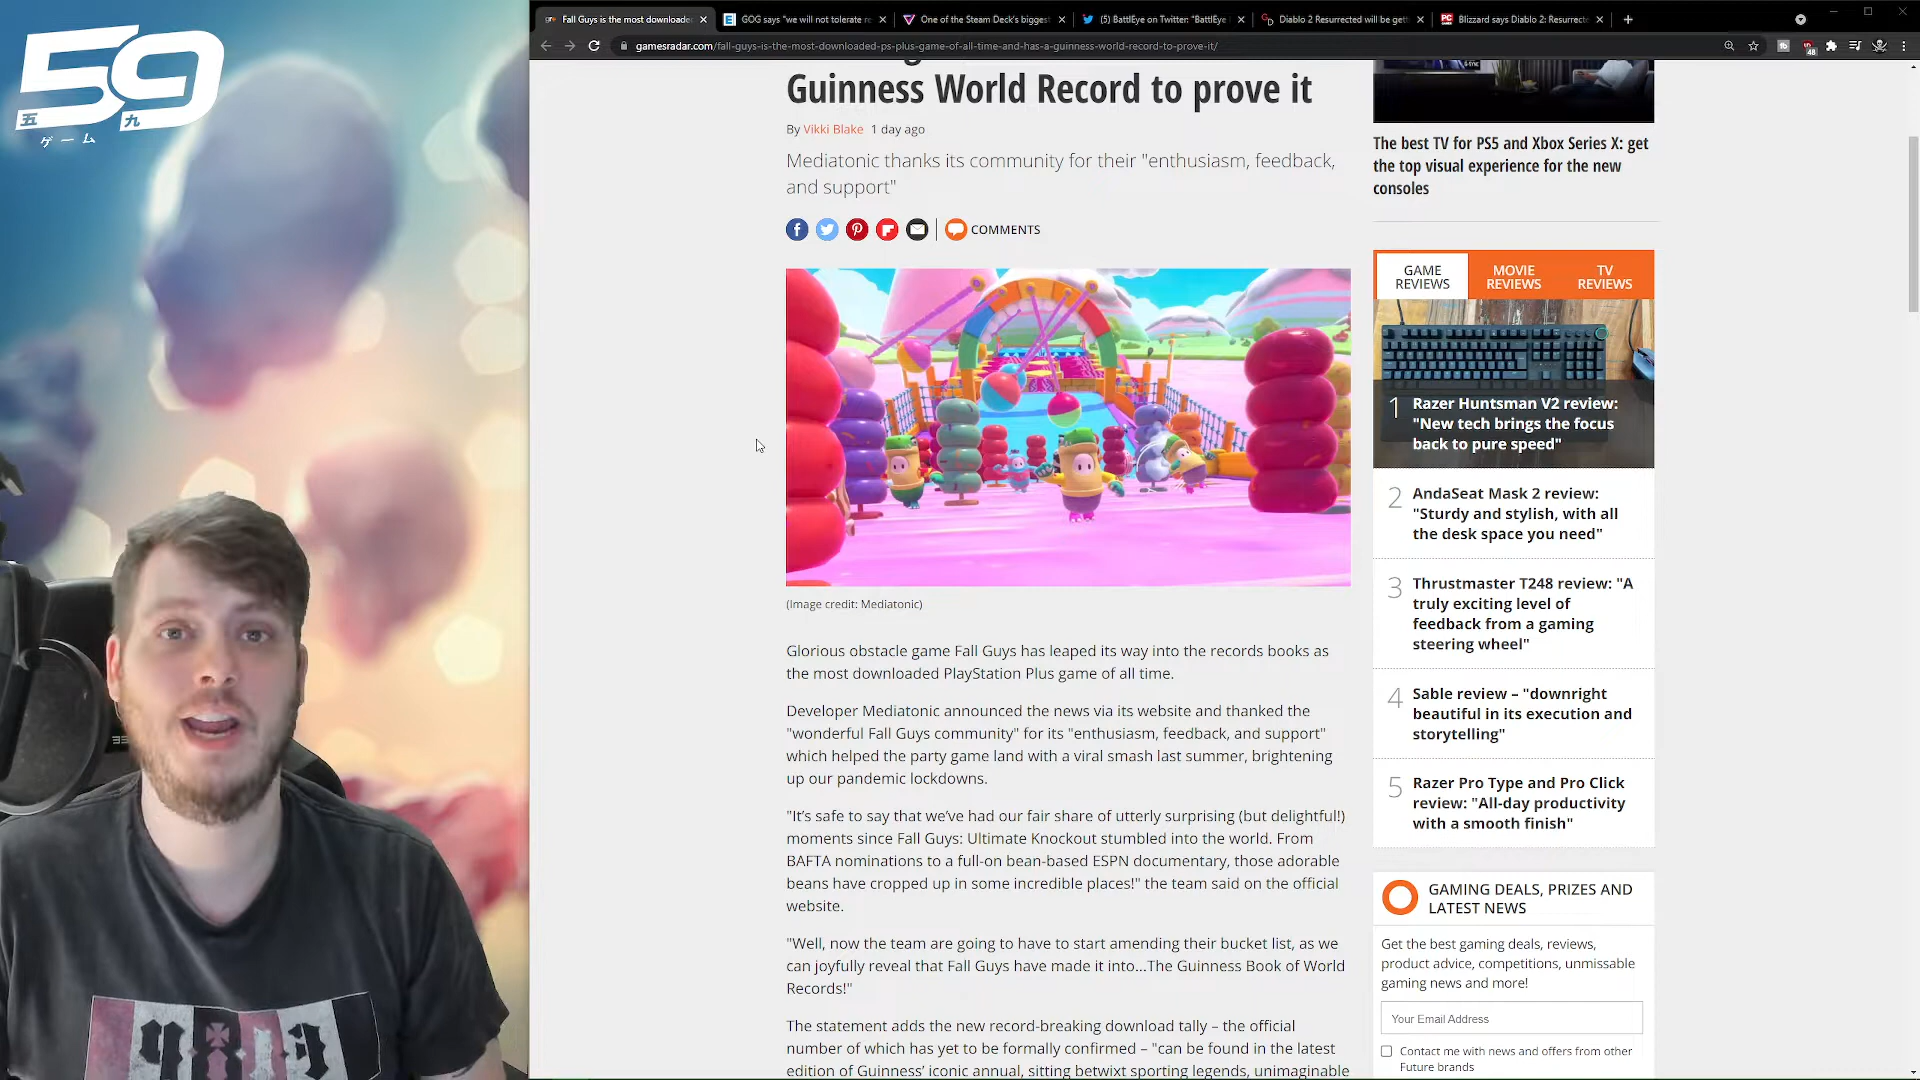 59
五 九
ゲーム
Fall Guys is the most downloade
GOG says "we will not tolerate re
One of the Steam Deck's biggest
(5) BattlEye on Twitter: "BattlEye
Diablo 2 Resurrected will be gett
Blizzard says Diablo 2: Resurrecte
gamesradar.com/fall-guys-is-the-most-downloaded-ps-plus-game-of-all-time-and-has-a-guinness-world-record-to-prove-it/
48
Guinness World Record to prove it
By Vikki Blake 1 day ago
Mediatonic thanks its community for their "enthusiasm, feedback,
and support"
COMMENTS
(Image credit: Mediatonic)
Glorious obstacle game Fall Guys has leaped its way into the records books as
the most downloaded PlayStation Plus game of all time.
Developer Mediatonic announced the news via its website and thanked the
"wonderful Fall Guys community" for its "enthusiasm, feedback, and support"
which helped the party game land with a viral smash last summer, brightening
up our pandemic lockdowns.
"It's safe to say that we've had our fair share of utterly surprising (but delightful!)
moments since Fall Guys: Ultimate Knockout stumbled into the world. From
BAFTA nominations to a full-on bean-based ESPN documentary, those adorable
beans have cropped up in some incredible places!" the team said on the official
website.
"Well, now the team are going to have to start amending their bucket list, as we
can joyfully reveal that Fall Guys have made it into...The Guinness Book of World
Records!"
The statement adds the new record-breaking download tally – the official
number of which has yet to be formally confirmed – "can be found in the latest
edition of Guinness' iconic annual, sitting betwixt sporting legends, unimaginable
The best TV for PS5 and Xbox Series X: get
the top visual experience for the new
consoles
GAME
REVIEWS
MOVIE
REVIEWS
TV
REVIEWS
1 Razer Huntsman V2 review:
"New tech brings the focus
back to pure speed"
2 AndaSeat Mask 2 review:
"Sturdy and stylish, with all
the desk space you need"
3 Thrustmaster T248 review: "A
truly exciting level of
feedback from a gaming
steering wheel"
4 Sable review – "downright
beautiful in its execution and
storytelling"
5 Razer Pro Type and Pro Click
review: "All-day productivity
with a smooth finish"
GAMING DEALS, PRIZES AND
LATEST NEWS
Get the best gaming deals, reviews,
product advice, competitions, unmissable
gaming news and more!
Your Email Address
Contact me with news and offers from other
Future brands